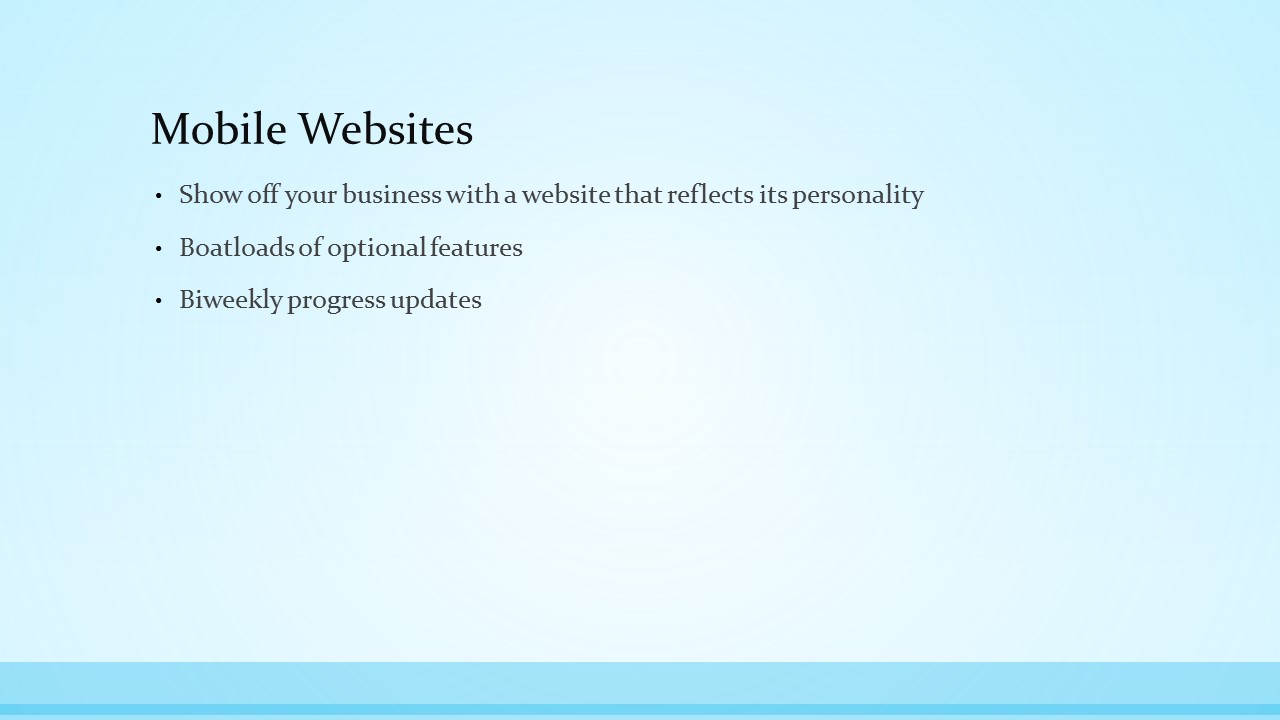 Mobile Websites
• Show off your business with a website that reflects its personality
• Boatloads of optional features
• Biweekly progress updates